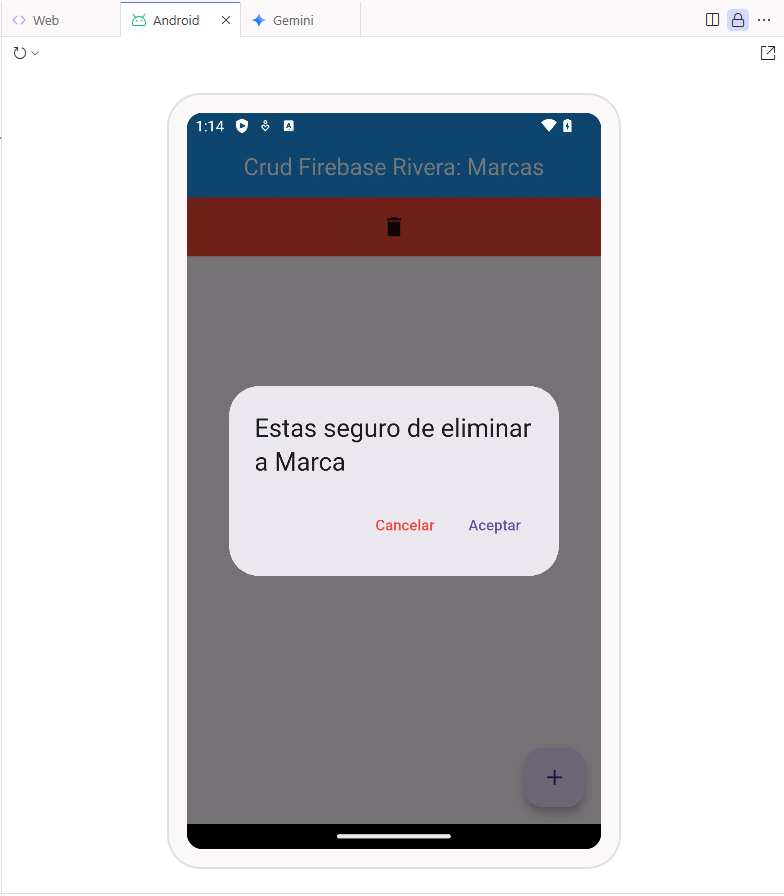 Web
Android
Gemini
1:14
A
Crud Firebase Rivera: Marcas
Estas seguro de eliminar
a Marca
Cancelar
Aceptar